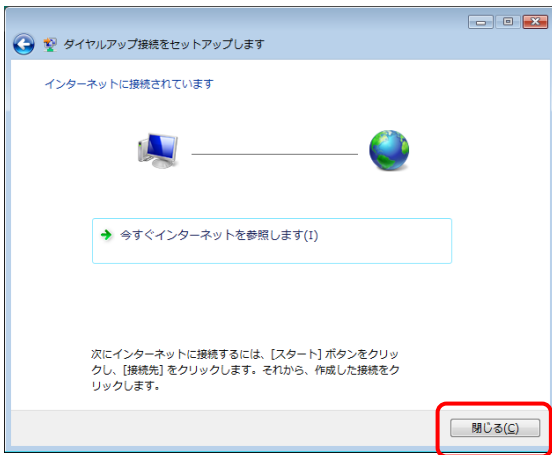 ダイヤルアップ接続をセットアップします
インターネットに接続されています
今すぐインターネットを参照します(I)
次にインターネットに接続するには、[スタート] ボタンをクリッ
クし、[接続先] をクリックします。それから、作成した接続をク
リックします。
閉じる(C)